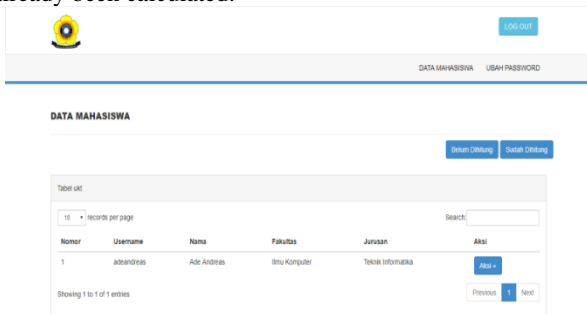 already been calculated.
LOG OUT
DATA MAHASISWA UBAH PASSWORD
DATA MAHASISWA
Belum Dihitung Sudah Dihitung
Tabel ukt
10 records per page Search:
Nomor Username Nama Fakultas Jurusan Aksi
1 adeandreas Ade Andreas Ilmu Komputer Teknik Informatika Aksi
Showing 1 to 1 of 1 entries Previous 1 Next